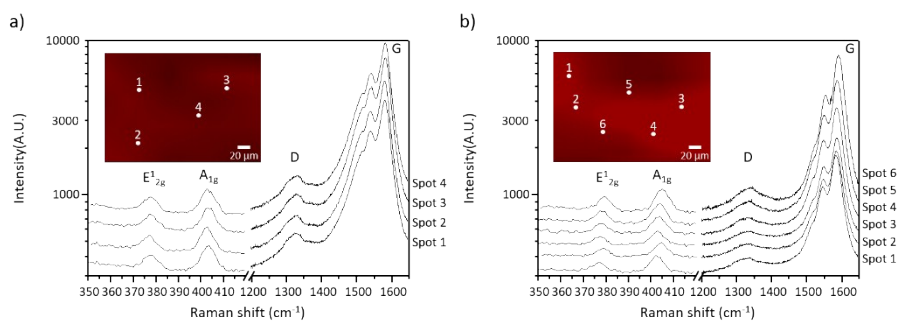 a)
10000
3000
1000
Intensity(A.U.)
G
1
3
4
2
20 µm
D
E¹2g
A1g
Spot 4
Spot 3
Spot 2
Spot 1
350 360 370 380 390 400 410 1200 1300 1400 1500 1600
Raman shift (cm⁻¹)
b)
10000
3000
1000
Intensity(A.U.)
G
1
5
2
3
6
4
20 µm
D
E¹2g
A1g
Spot 6
Spot 5
Spot 4
Spot 3
Spot 2
Spot 1
350 360 370 380 390 400 410 1200 1300 1400 1500 1600
Raman shift (cm⁻¹)